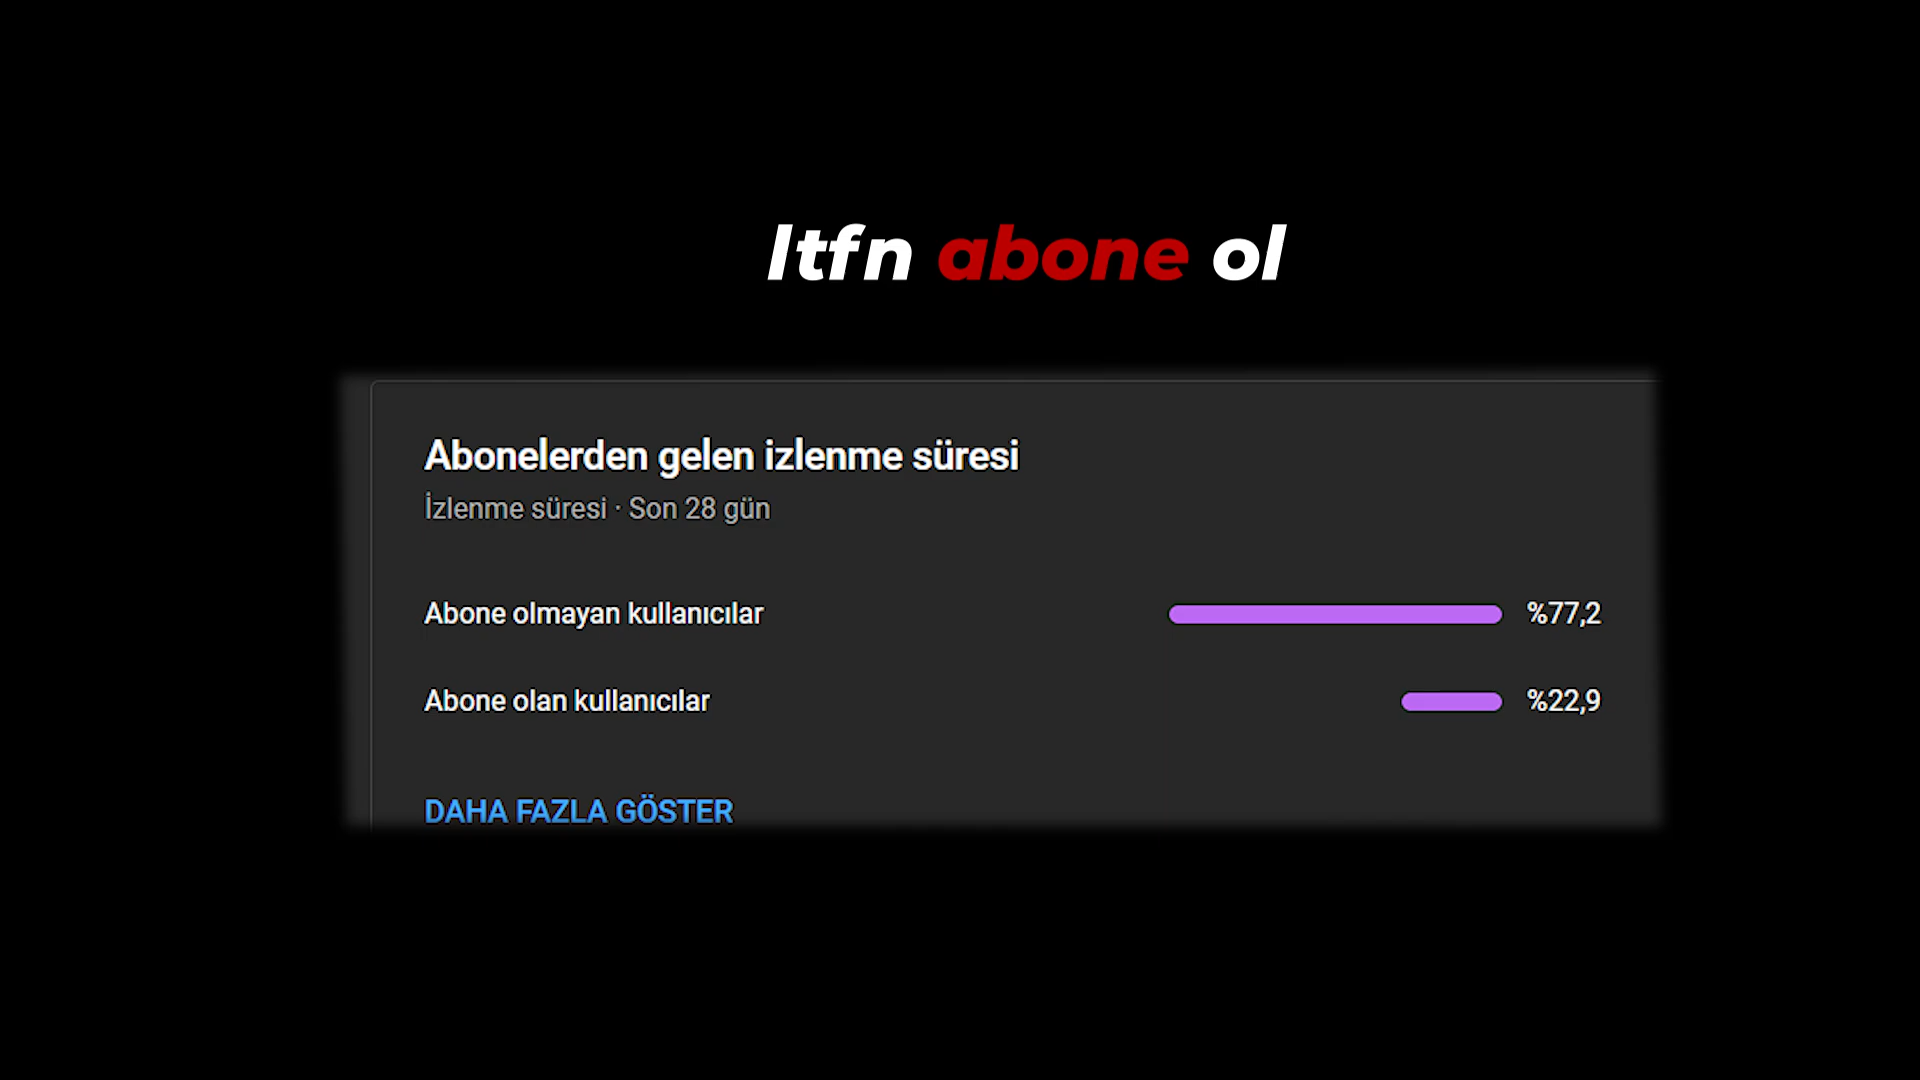 ltfn abone ol
Abonelerden gelen izlenme süresi
İzlenme süresi · Son 28 gün
Abone olmayan kullanıcılar %77,2
Abone olan kullanıcılar %22,9
DAHA FAZLA GÖSTER